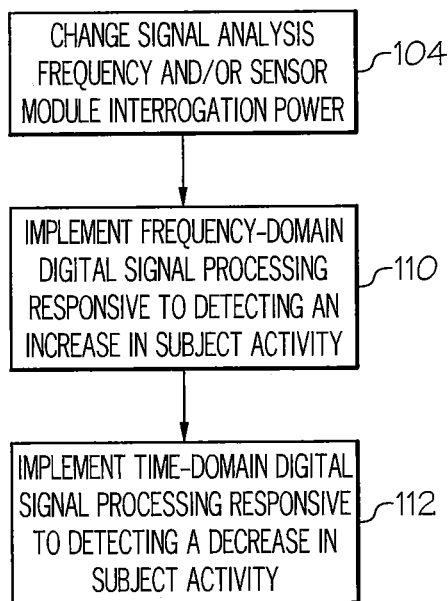 CHANGE SIGNAL ANALYSIS
FREQUENCY AND/OR SENSOR
MODULE INTERROGATION POWER
104
IMPLEMENT FREQUENCY-DOMAIN
DIGITAL SIGNAL PROCESSING
RESPONSIVE TO DETECTING AN
INCREASE IN SUBJECT ACTIVITY
110
IMPLEMENT TIME-DOMAIN DIGITAL
SIGNAL PROCESSING RESPONSIVE
TO DETECTING A DECREASE IN
SUBJECT ACTIVITY
112